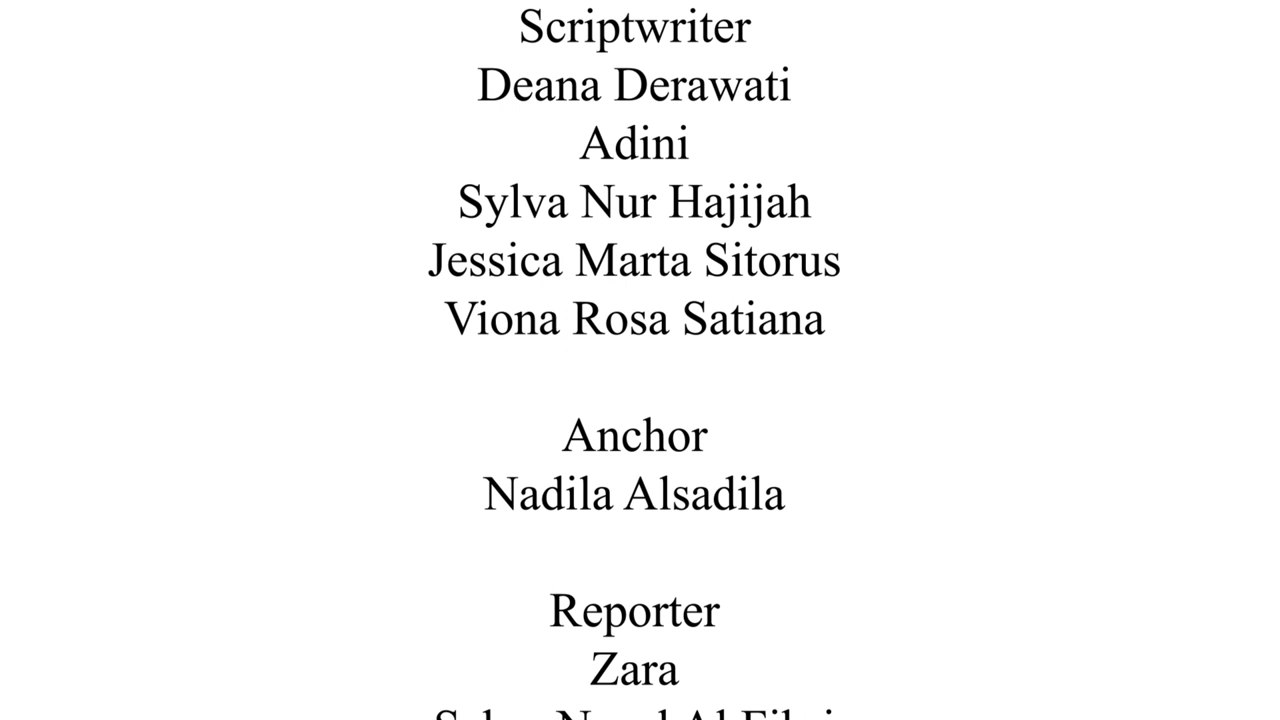 Scriptwriter
Deana Derawati
Adini
Sylva Nur Hajijah
Jessica Marta Sitorus
Viona Rosa Satiana
Anchor
Nadila Alsadila
Reporter
Zara